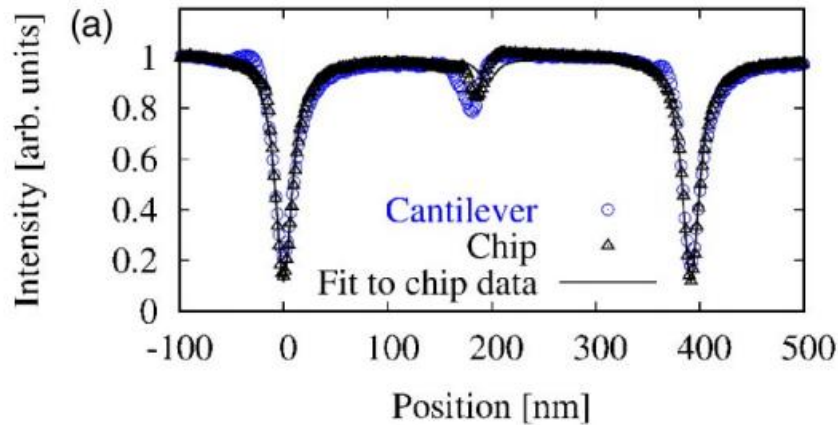 (a)
Intensity [arb. units]
1
0.8
0.6
0.4
0.2
0
Cantilever
Chip
Fit to chip data
-100 0 100 200 300 400 500
Position [nm]